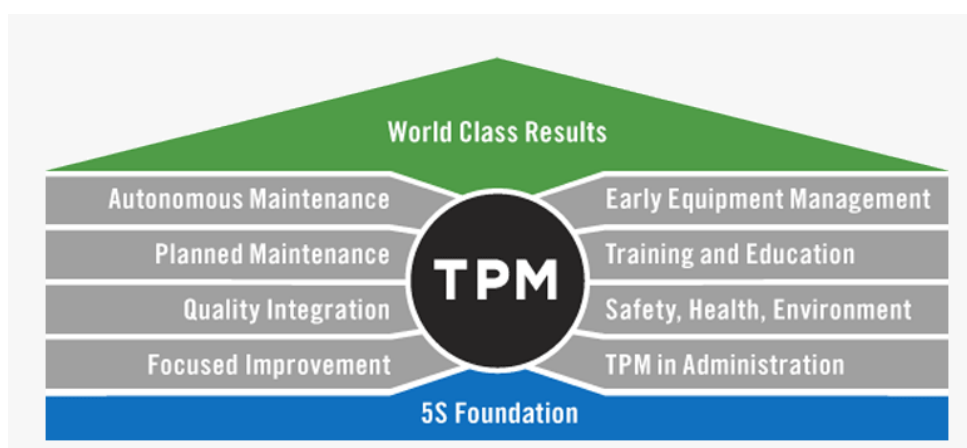 World Class Results
Autonomous Maintenance
Planned Maintenance
Quality Integration
Focused Improvement
TPM
Early Equipment Management
Training and Education
Safety, Health, Environment
TPM in Administration
5S Foundation